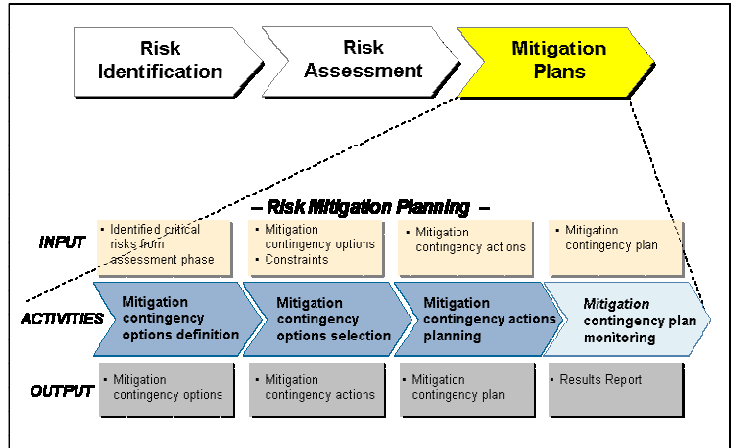 Risk
Identification
Risk
Assessment
Mitigation
Plans
– Risk Mitigation Planning –
INPUT
▪ Identified critical
risks from
assessment phase
▪ Mitigation
contingency options
▪ Constraints
▪ Mitigation
contingency actions
▪ Mitigation
contingency plan
ACTIVITIES
Mitigation
contingency
options definition
Mitigation
contingency
options selection
Mitigation
contingency actions
planning
Mitigation
contingency plan
monitoring
OUTPUT
▪ Mitigation
contingency options
▪ Mitigation
contingency actions
▪ Mitigation
contingency plan
▪ Results Report